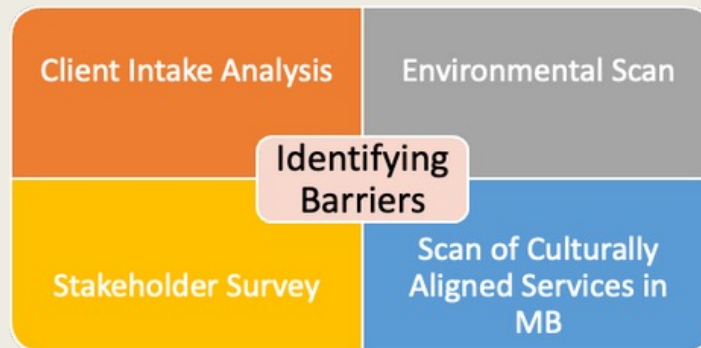 Client Intake Analysis
Environmental Scan
Identifying
Barriers
Stakeholder Survey
Scan of Culturally
Aligned Services in
MB